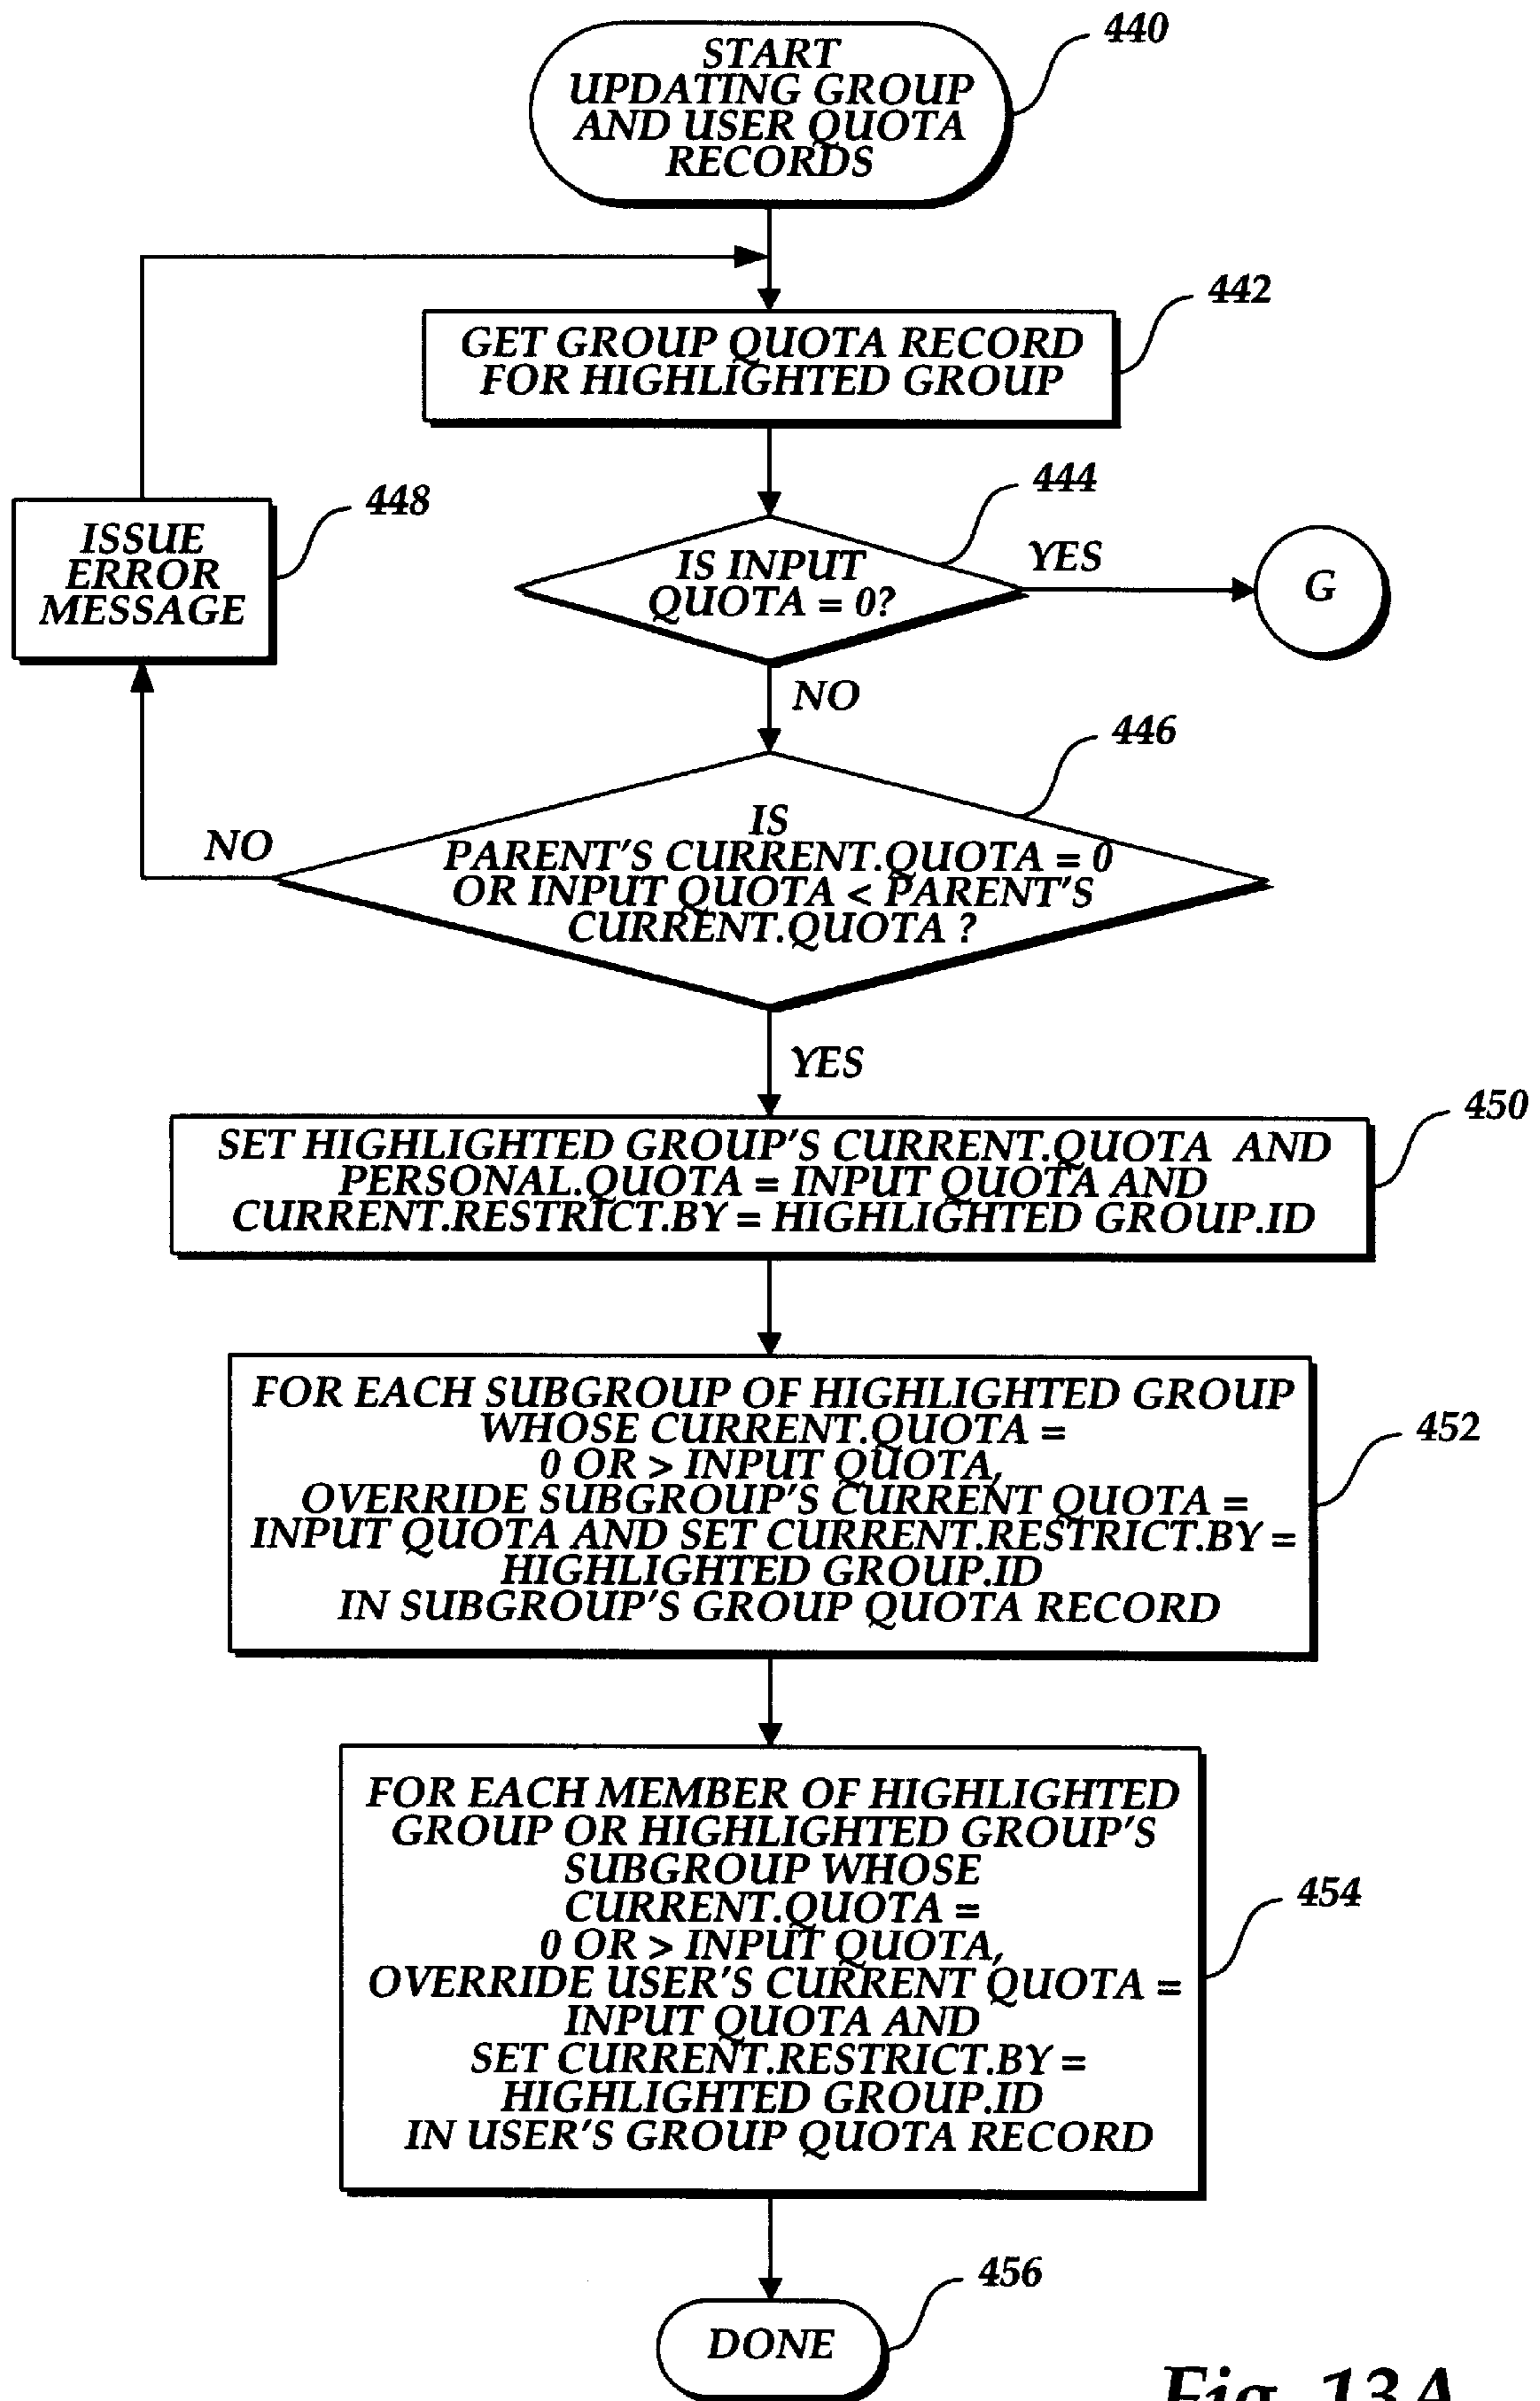 440
START
UPDATING GROUP
AND USER QUOTA
RECORDS
442
GET GROUP QUOTA RECORD
FOR HIGHLIGHTED GROUP
444
448
ISSUE
ERROR
MESSAGE
IS INPUT
QUOTA = 0?
YES
G
NO
446
NO
IS
PARENT'S CURRENT.QUOTA = 0
OR INPUT QUOTA < PARENT'S
CURRENT.QUOTA ?
YES
450
SET HIGHLIGHTED GROUP'S CURRENT.QUOTA AND
PERSONAL.QUOTA = INPUT QUOTA AND
CURRENT.RESTRICT.BY = HIGHLIGHTED GROUP.ID
FOR EACH SUBGROUP OF HIGHLIGHTED GROUP
WHOSE CURRENT.QUOTA =
0 OR > INPUT QUOTA,
OVERRIDE SUBGROUP'S CURRENT QUOTA =
INPUT QUOTA AND SET CURRENT.RESTRICT.BY =
HIGHLIGHTED GROUP.ID
IN SUBGROUP'S GROUP QUOTA RECORD
452
FOR EACH MEMBER OF HIGHLIGHTED
GROUP OR HIGHLIGHTED GROUP'S
SUBGROUP WHOSE
CURRENT.QUOTA =
0 OR > INPUT QUOTA,
OVERRIDE USER'S CURRENT QUOTA =
INPUT QUOTA AND
SET CURRENT.RESTRICT.BY =
HIGHLIGHTED GROUP.ID
IN USER'S GROUP QUOTA RECORD
454
456
DONE
Fig. 13A